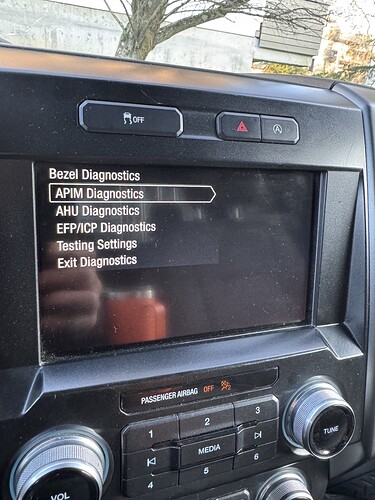 OFF
A
Bezel Diagnostics
APIM Diagnostics
AHU Diagnostics
EFP/ICP Diagnostics
Testing Settings
Exit Diagnostics
PASSENGER AIRBAG OFF
1 2 3
MEDIA
4 5 6
VOL
TUNE